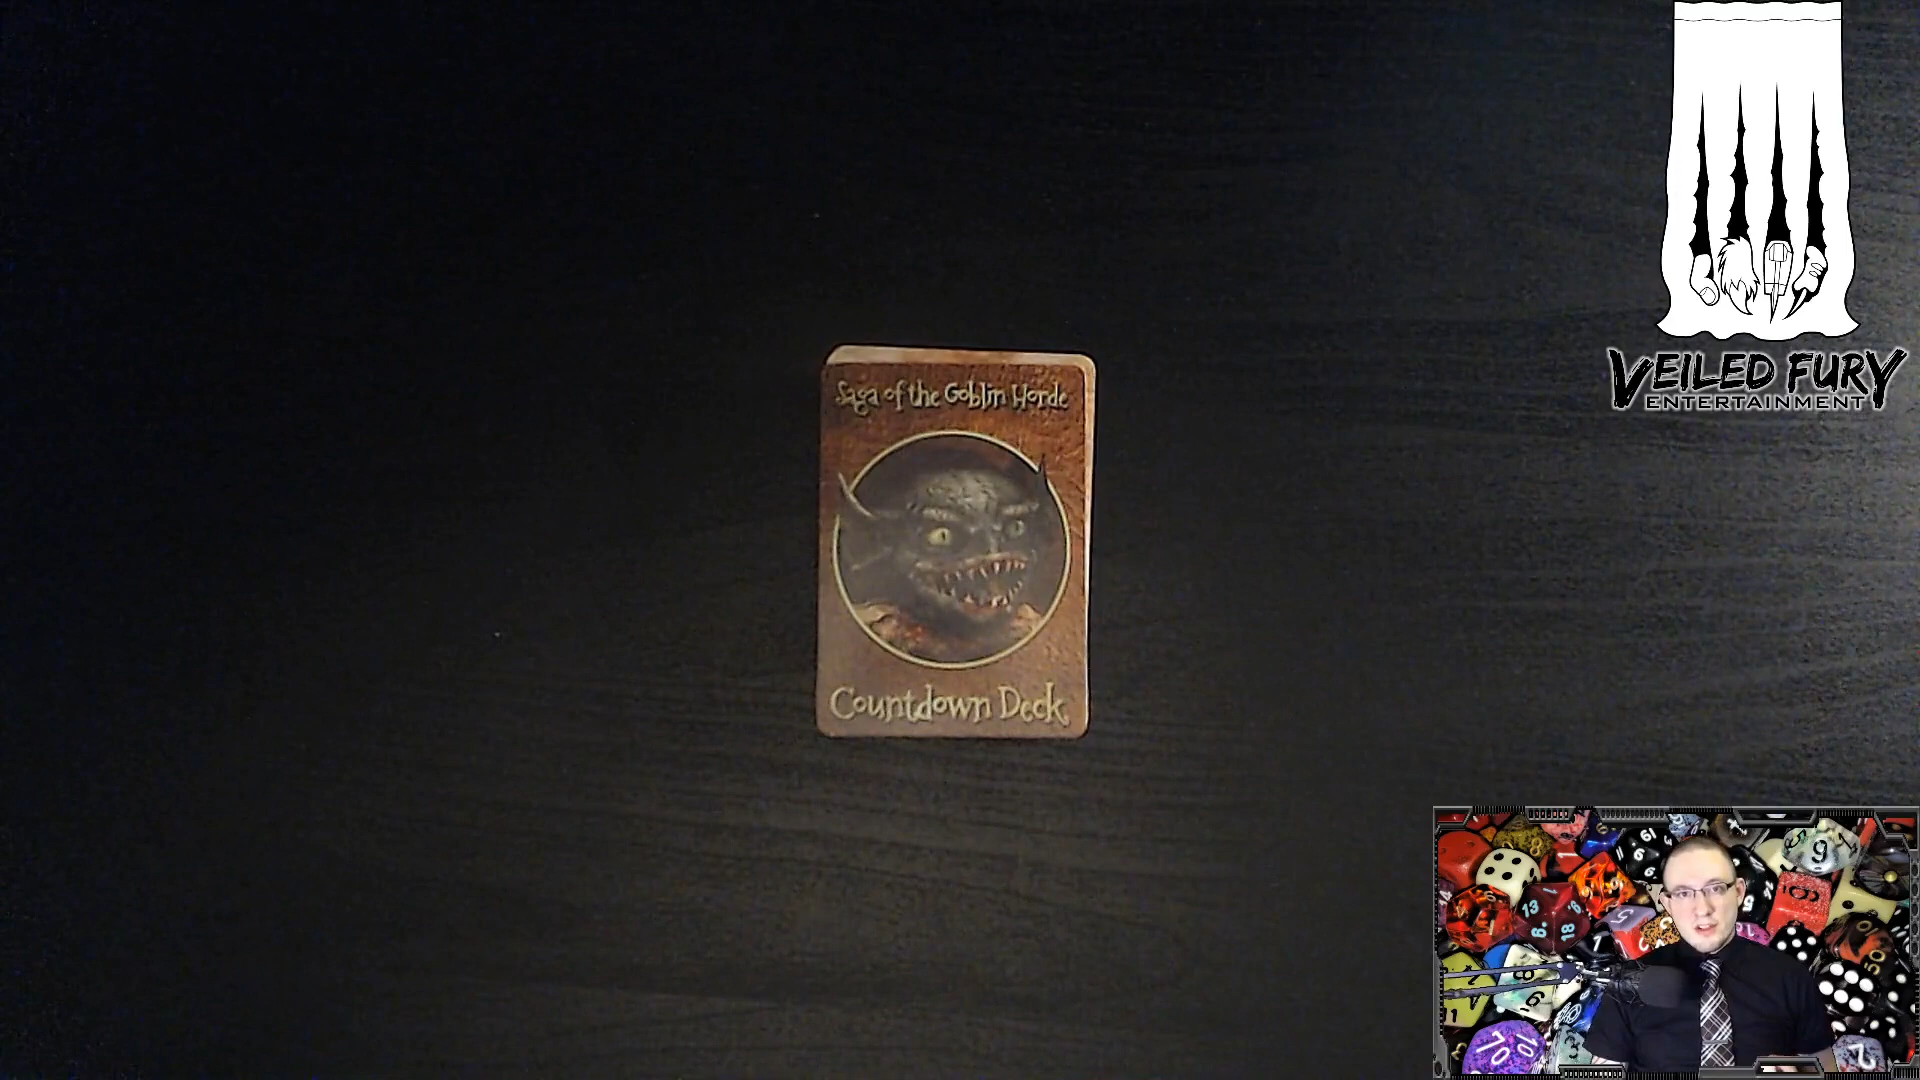 Saga of the Goblin Horde
Countdown Deck
VEILED FURY
ENTERTAINMENT